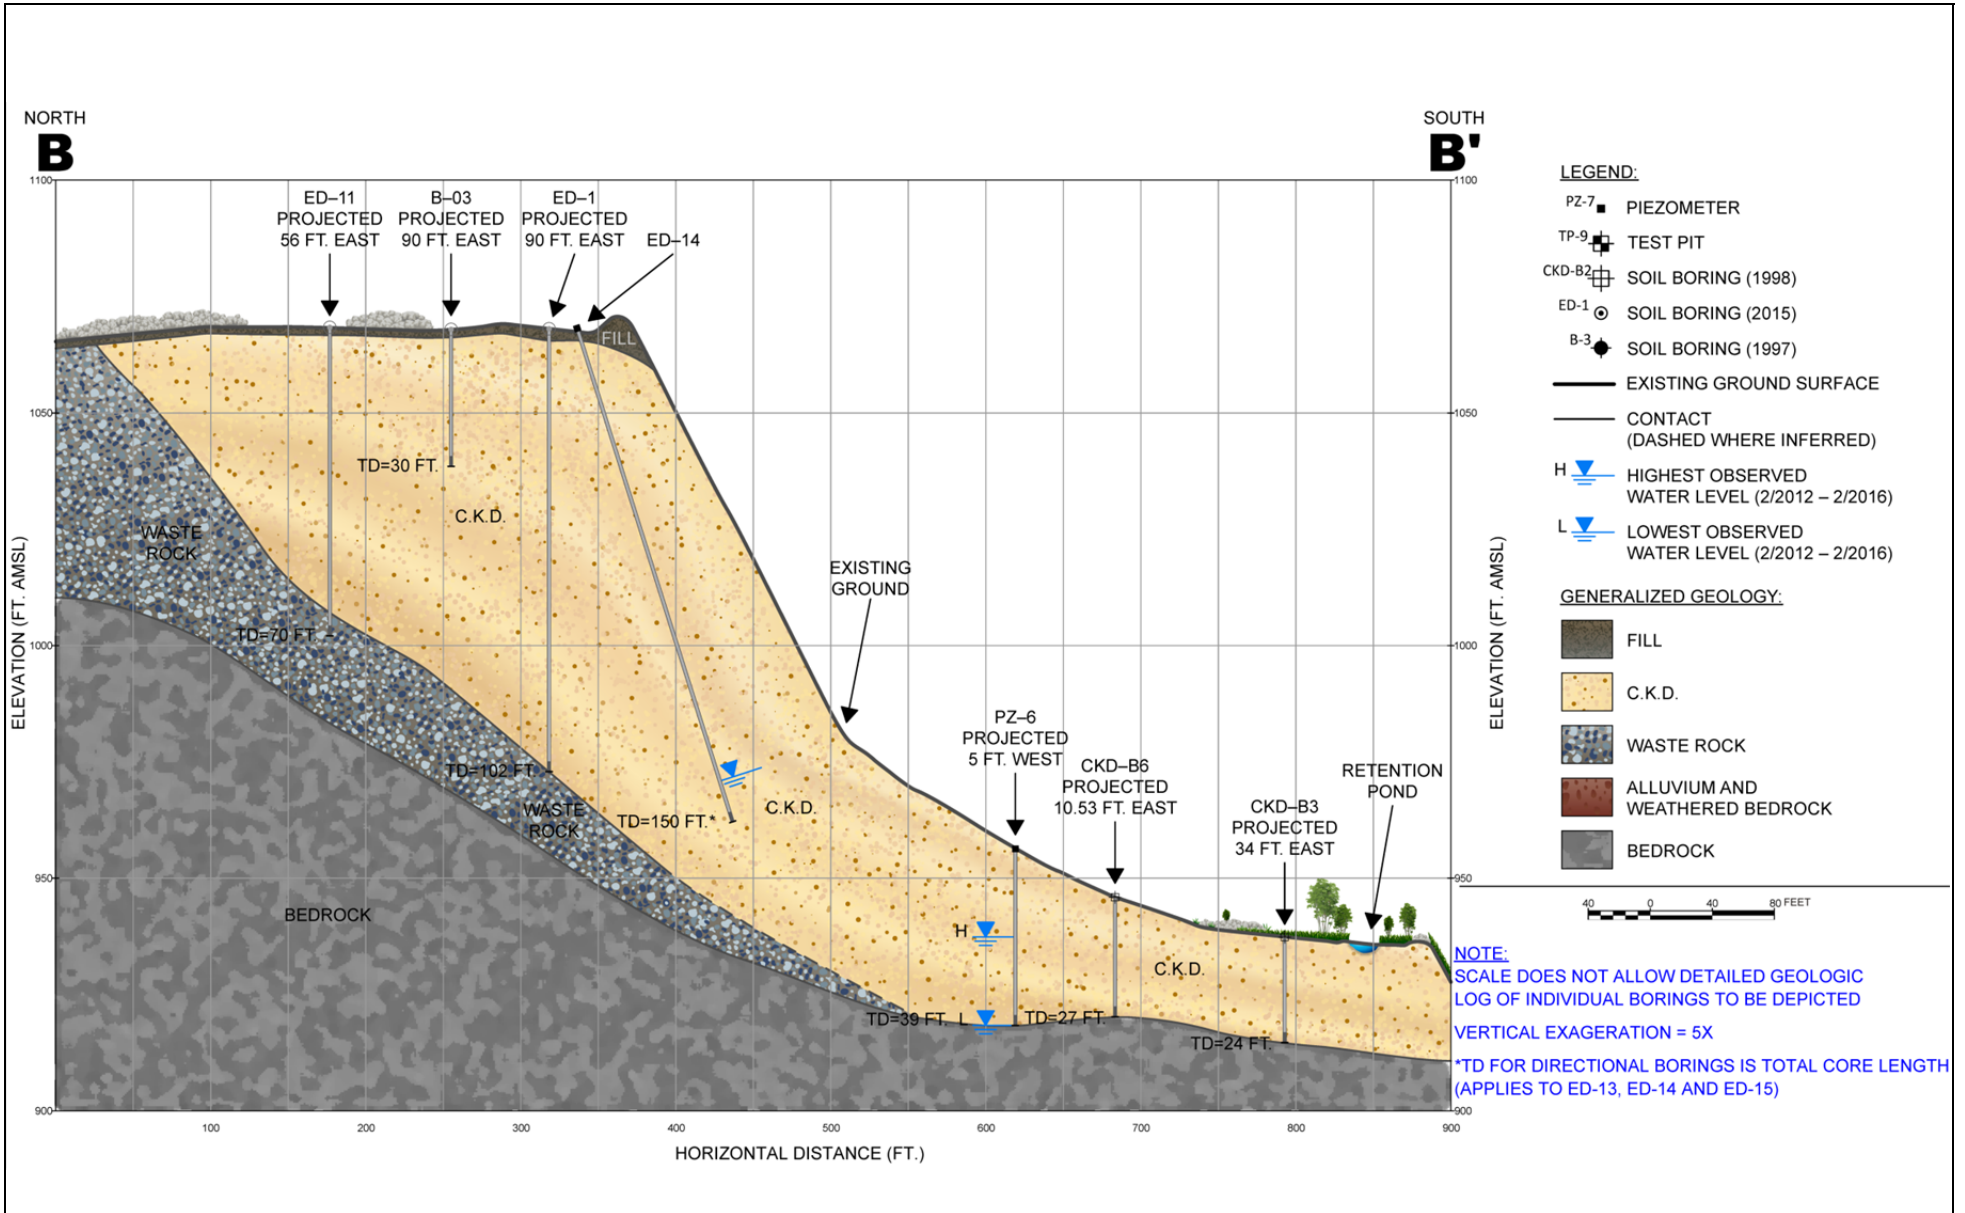 NORTH
B
SOUTH
B'
ED–11
PROJECTED
56 FT. EAST
B–03
PROJECTED
90 FT. EAST
ED–1
PROJECTED
90 FT. EAST
ED–14
1100
1050
1000
950
900
ELEVATION (FT. AMSL)
FILL
TD=30 FT.
C.K.D.
WASTE
ROCK
TD=70 FT.
EXISTING
GROUND
TD=102 FT.
WASTE
ROCK
TD=150 FT.*
C.K.D.
PZ–6
PROJECTED
5 FT. WEST
CKD–B6
PROJECTED
10.53 FT. EAST
CKD–B3
PROJECTED
34 FT. EAST
RETENTION
POND
BEDROCK
H
C.K.D.
TD=39 FT.
L
TD=27 FT.
TD=24 FT.
1100
1050
1000
950
900
ELEVATION (FT. AMSL)
100
200
300
400
500
600
700
800
900
HORIZONTAL DISTANCE (FT.)
LEGEND:
PZ-7 PIEZOMETER
TP-9 TEST PIT
CKD-B2 SOIL BORING (1998)
ED-1 SOIL BORING (2015)
B-3 SOIL BORING (1997)
EXISTING GROUND SURFACE
CONTACT
(DASHED WHERE INFERRED)
H HIGHEST OBSERVED
WATER LEVEL (2/2012 – 2/2016)
L LOWEST OBSERVED
WATER LEVEL (2/2012 – 2/2016)
GENERALIZED GEOLOGY:
FILL
C.K.D.
WASTE ROCK
ALLUVIUM AND
WEATHERED BEDROCK
BEDROCK
40 0 40 80 FEET
NOTE:
SCALE DOES NOT ALLOW DETAILED GEOLOGIC
LOG OF INDIVIDUAL BORINGS TO BE DEPICTED
VERTICAL EXAGERATION = 5X
*TD FOR DIRECTIONAL BORINGS IS TOTAL CORE LENGTH
(APPLIES TO ED-13, ED-14 AND ED-15)